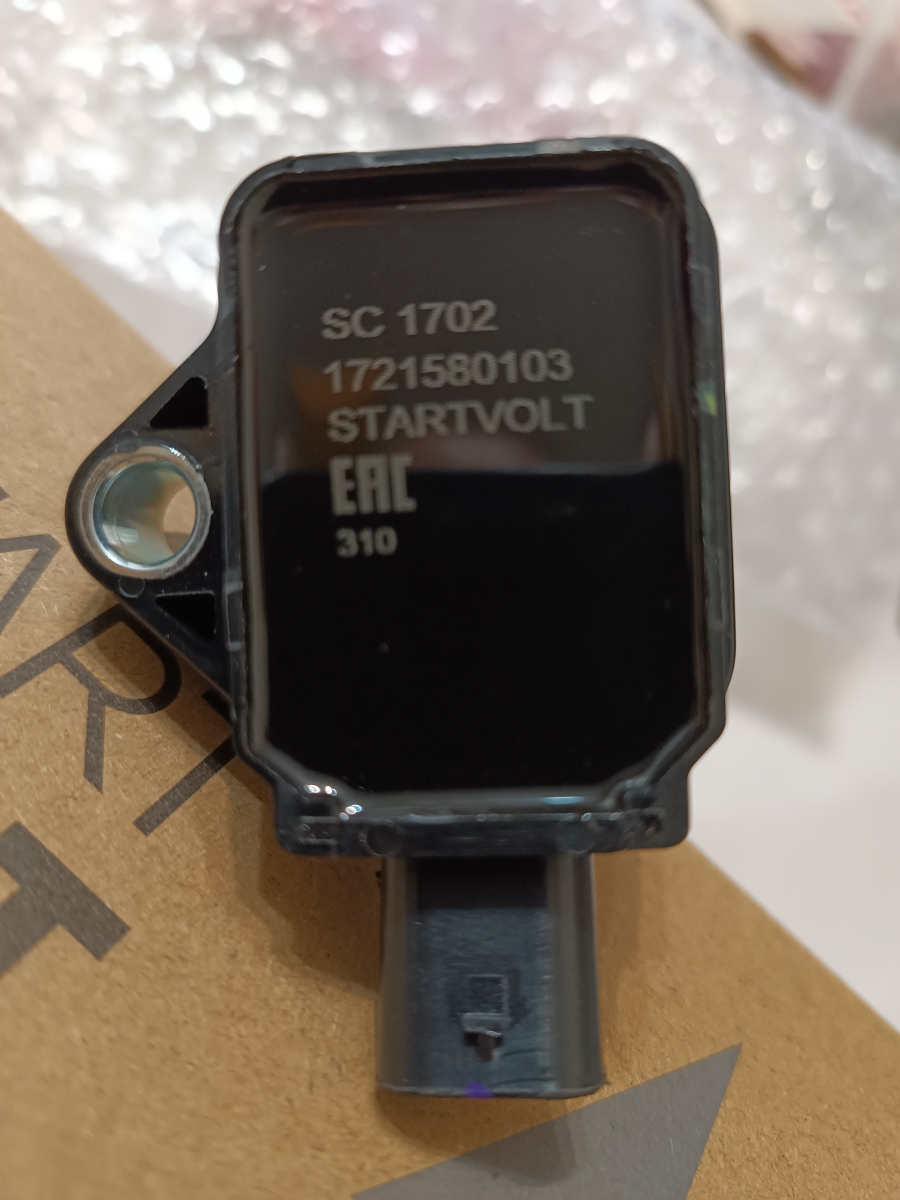 SC 1702
1721580103
STARTVOLT
EAC
310